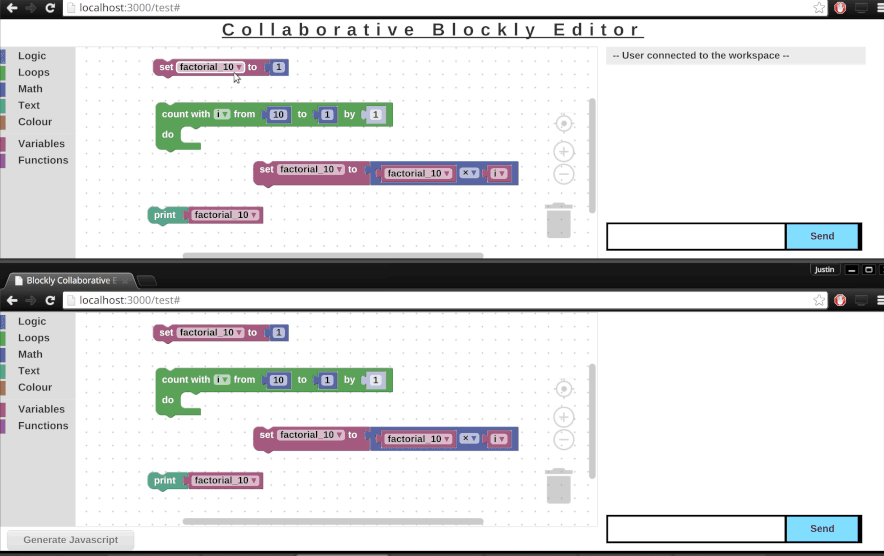 localhost:3000/test#
Collaborative Blockly Editor
Logic
Loops
Math
Text
Colour
Variables
Functions
set factorial_10 to 1
count with i from 10 to 1 by 1
do
set factorial_10 to factorial_10 × i
print factorial_10
-- User connected to the workspace --
Send
Justin
Blockly Collaborative E
localhost:3000/test#
Logic
Loops
Math
Text
Colour
Variables
Functions
set factorial_10 to 1
count with i from 10 to 1 by 1
do
set factorial_10 to factorial_10 × i
print factorial_10
Send
Generate Javascript